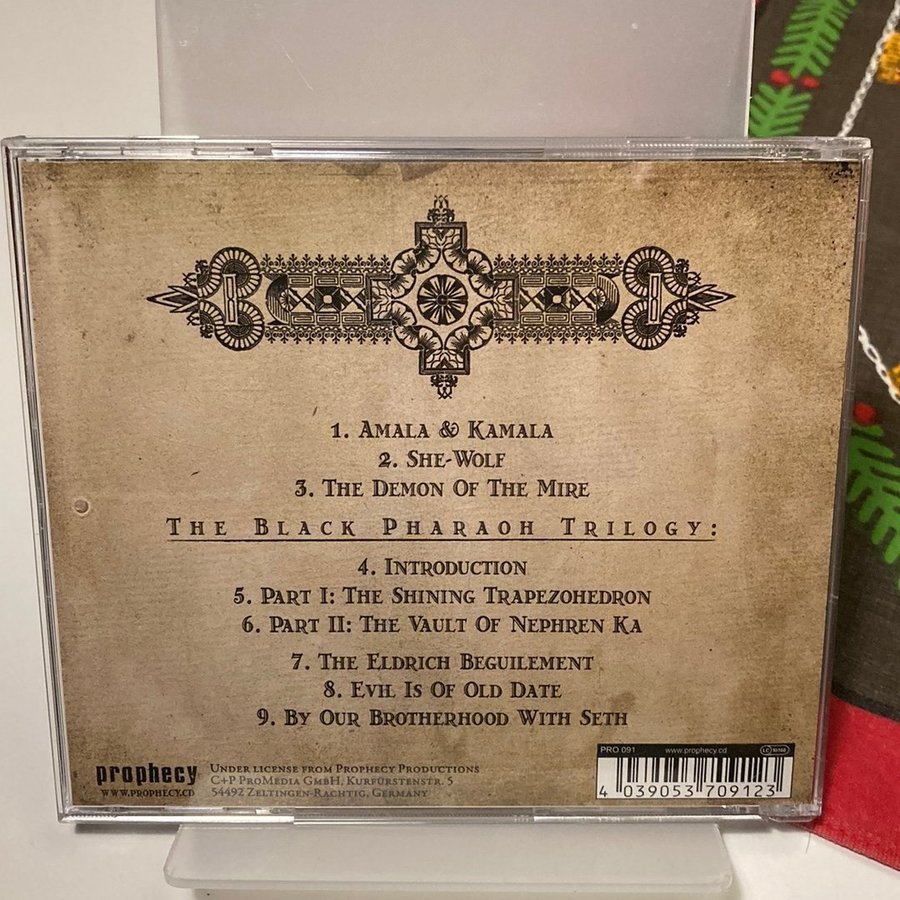 1. Amala & Kamala
2. She-Wolf
3. The Demon Of The Mire
The Black Pharaoh Trilogy:
4. Introduction
5. Part I: The Shining Trapezohedron
6. Part II: The Vault Of Nephren Ka
7. The Eldrich Beguilement
8. Evil Is Of Old Date
9. By Our Brotherhood With Seth
prophecy
www.prophecy.cd
Under license from Prophecy Productions
C+P ProMedia GmbH, Kurfürstenstr. 5
54492 Zeltingen-Rachtig, Germany
PRO 091 www.prophecy.cd LC 10168
4 039053 709123